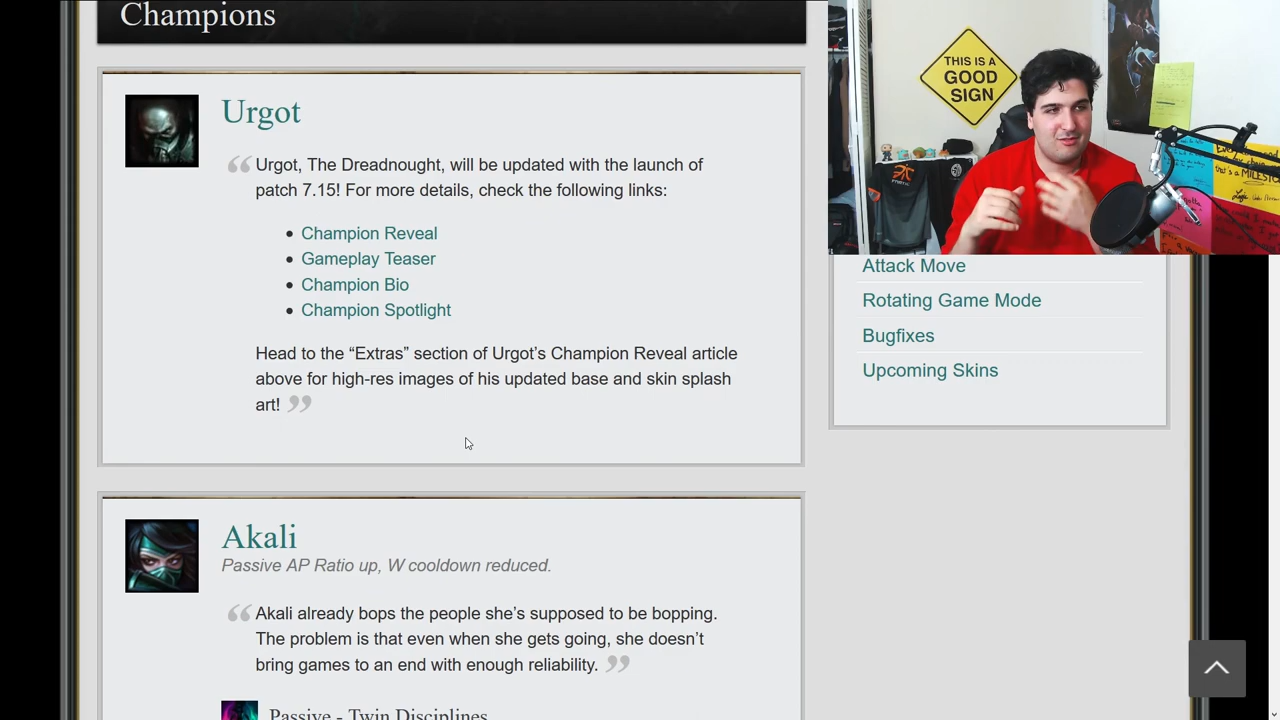 Champions
Urgot
“Urgot, The Dreadnought, will be updated with the launch of
patch 7.15! For more details, check the following links:
• Champion Reveal
• Gameplay Teaser
• Champion Bio
• Champion Spotlight
Head to the “Extras” section of Urgot’s Champion Reveal article
above for high-res images of his updated base and skin splash
art! ”
Akali
Passive AP Ratio up, W cooldown reduced.
“Akali already bops the people she’s supposed to be bopping.
The problem is that even when she gets going, she doesn’t
bring games to an end with enough reliability. ”
Passive - Twin Disciplines
THIS IS A
GOOD
SIGN
fnatic
MILESTO
Attack Move
Rotating Game Mode
Bugfixes
Upcoming Skins